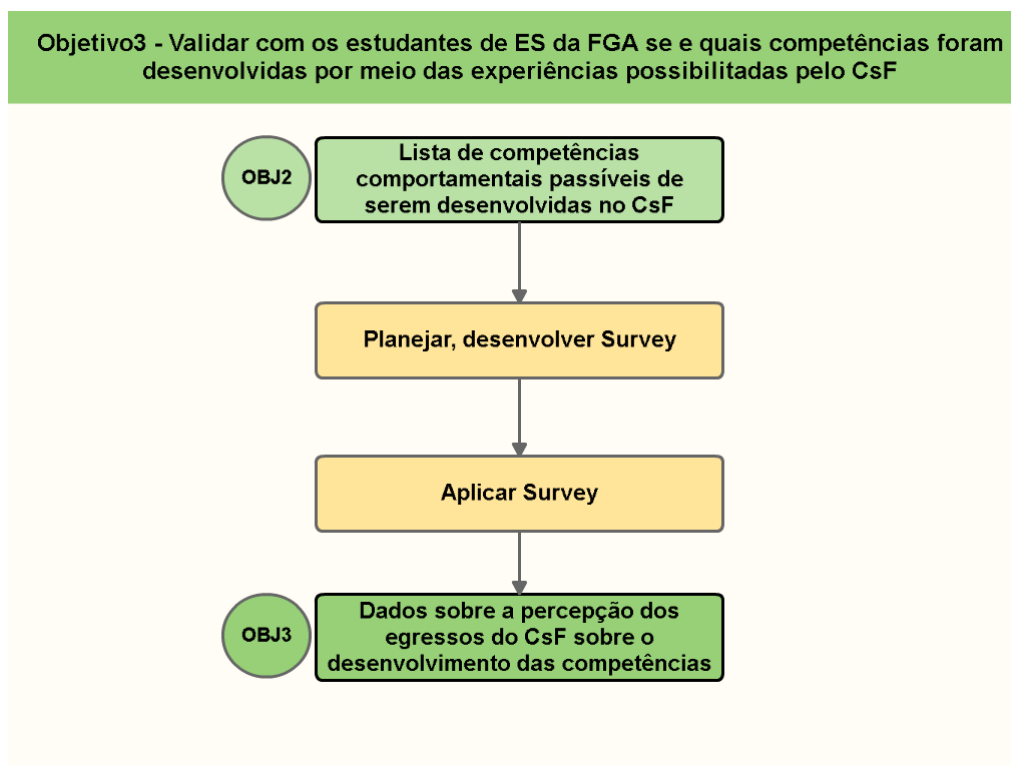 Objetivo3 - Validar com os estudantes de ES da FGA se e quais competências foram
desenvolvidas por meio das experiências possibilitadas pelo CsF
OBJ2
Lista de competências
comportamentais passíveis de
serem desenvolvidas no CsF
Planejar, desenvolver Survey
Aplicar Survey
OBJ3
Dados sobre a percepção dos
egressos do CsF sobre o
desenvolvimento das competências